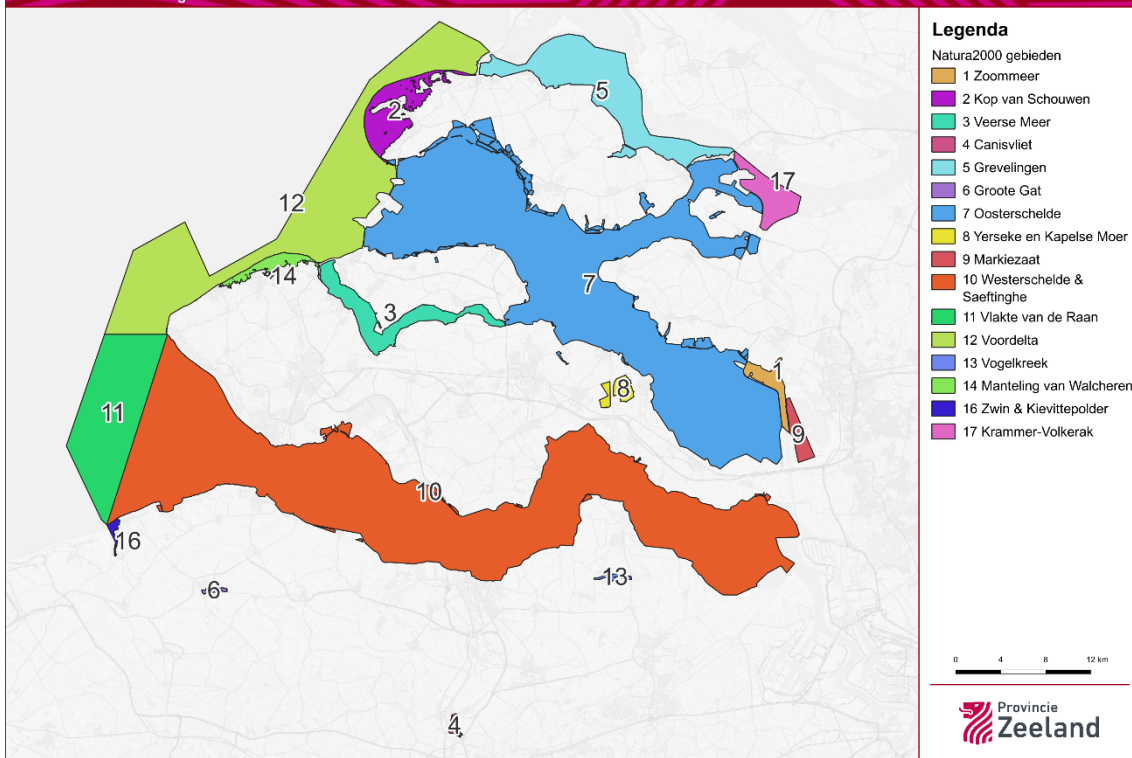 Legenda
Natura2000 gebieden
1 Zoommeer
2 Kop van Schouwen
3 Veerse Meer
4 Canisvliet
5 Grevelingen
6 Groote Gat
7 Oosterschelde
8 Yerseke en Kapelse Moer
9 Markiezaat
10 Westerschelde &
Saeftinghe
11 Vlakte van de Raan
12 Voordelta
13 Vogelkreek
14 Manteling van Walcheren
16 Zwin & Kievittepolder
17 Krammer-Volkerak
5
2
17
12
14
7
3
1
8
11
9
10
16
13
6
4
0 4 8 12 km
Provincie
Zeeland